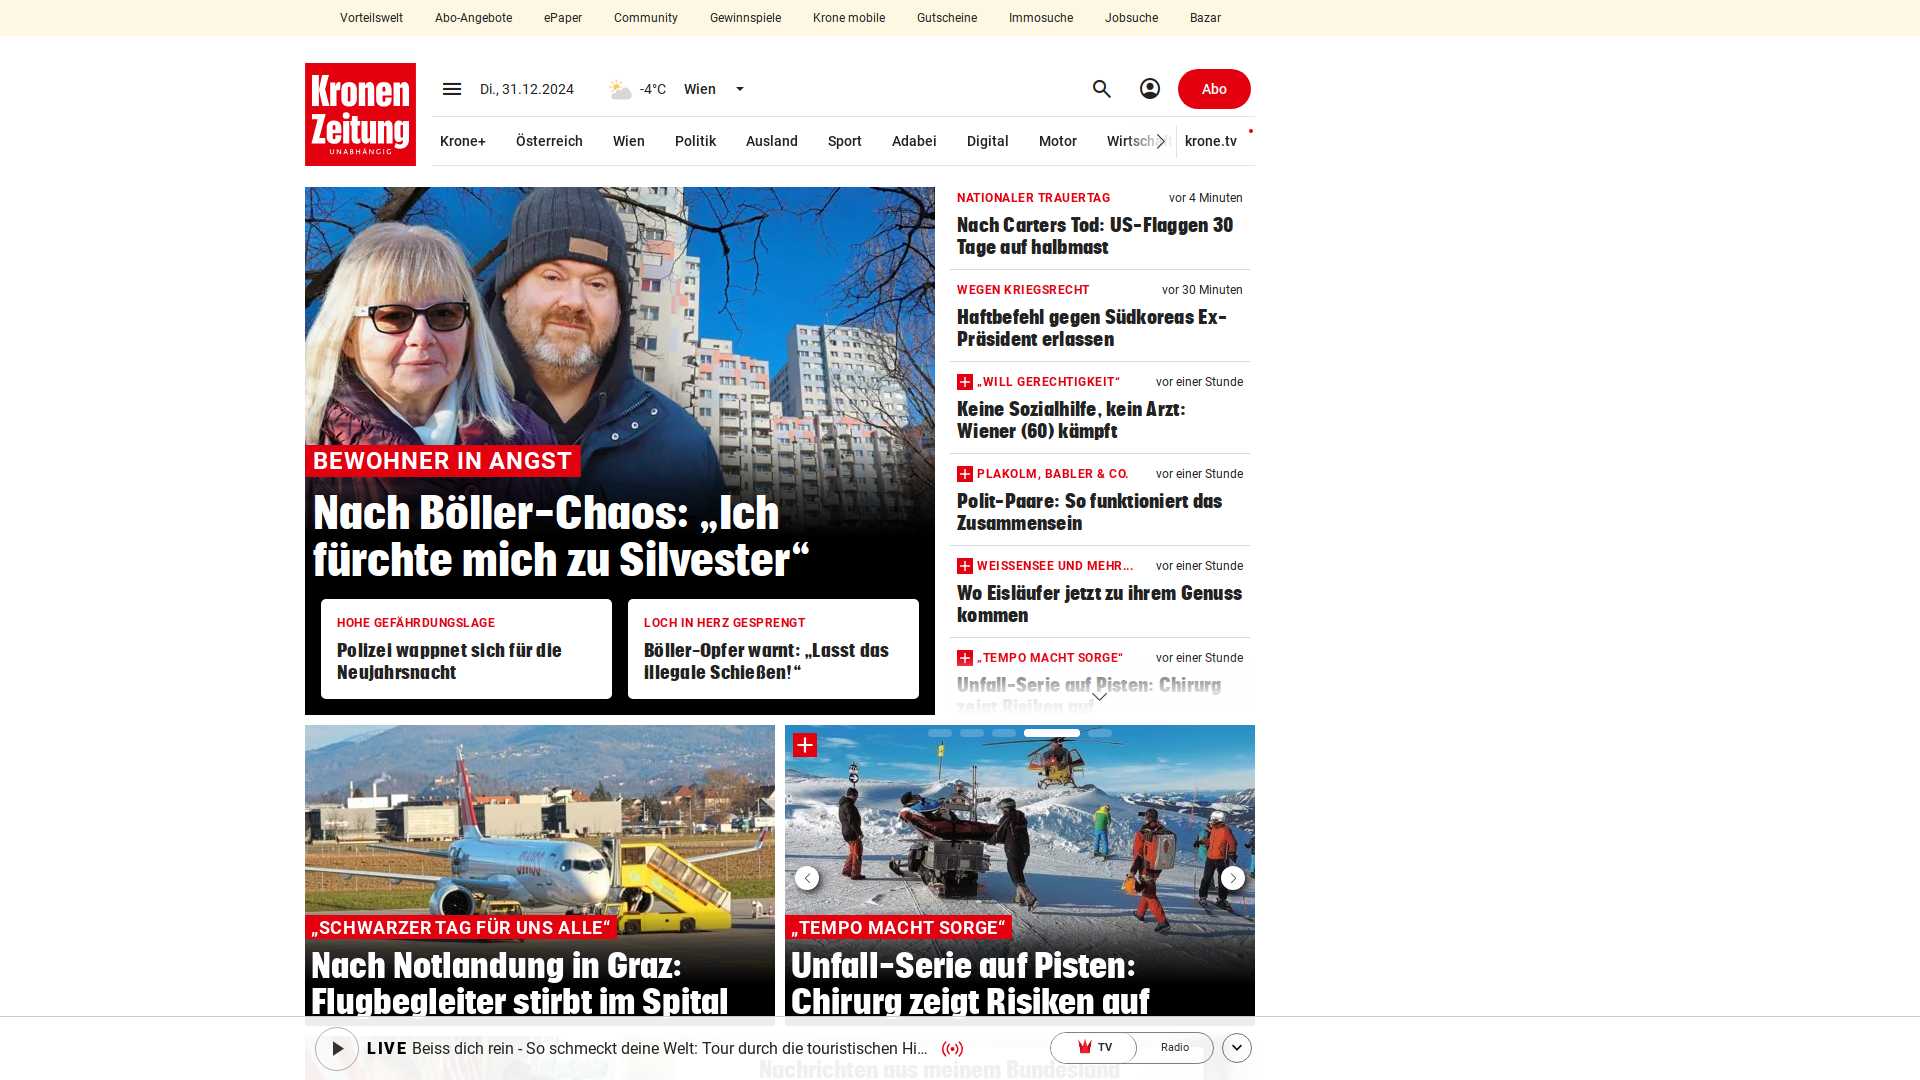 Vorteilswelt Abo-Angebote ePaper Community Gewinnspiele Krone mobile Gutscheine Immosuche Jobsuche Bazar
Kronen
Zeitung
UNABHÄNGIG
Di., 31.12.2024 -4°C Wien Abo
Krone+ Österreich Wien Politik Ausland Sport Adabei Digital Motor krone.tv
BEWOHNER IN ANGST
Nach Böller-Chaos: „Ich
fürchte mich zu Silvester“
HOHE GEFÄHRDUNGSLAGE
Polizei wappnet sich für die
Neujahrsnacht
LOCH IN HERZ GESPRENGT
Böller-Opfer warnt: „Lasst das
illegale Schießen!“
NATIONALER TRAUERTAG vor 4 Minuten
Nach Carters Tod: US-Flaggen 30
Tage auf halbmast
WEGEN KRIEGSRECHT vor 30 Minuten
Haftbefehl gegen Südkoreas Ex-
Präsident erlassen
„WILL GERECHTIGKEIT“ vor einer Stunde
Keine Sozialhilfe, kein Arzt:
Wiener (60) kämpft
PLAKOLM, BABLER & CO. vor einer Stunde
Polit-Paare: So funktioniert das
Zusammensein
WEISSENSEE UND MEHR... vor einer Stunde
Wo Eisläufer jetzt zu ihrem Genuss
kommen
„TEMPO MACHT SORGE“ vor einer Stunde
Unfall-Serie auf Pisten: Chirurg
zeigt Risiken auf
„SCHWARZER TAG FÜR UNS ALLE“
Nach Notlandung in Graz:
Flugbegleiter stirbt im Spital
„TEMPO MACHT SORGE“
Unfall-Serie auf Pisten:
Chirurg zeigt Risiken auf
LIVE Beiss dich rein - So schmeckt deine Welt: Tour durch die touristischen Hi... TV Radio
Nachrichten aus meinem Bundesland